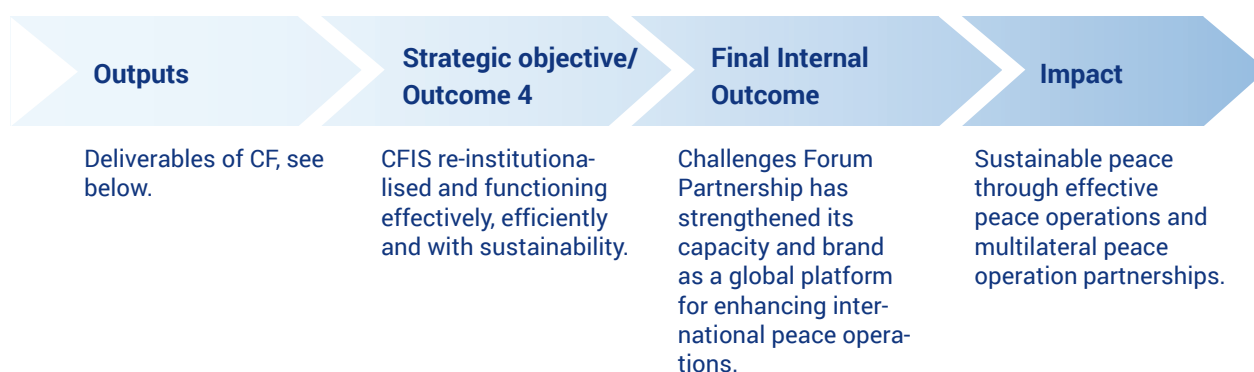 Outputs
Strategic objective/
Outcome 4
Final Internal
Outcome
Impact
Deliverables of CF, see
below.
CFIS re-institutiona-
lised and functioning
effectively, efficiently
and with sustainability.
Challenges Forum
Partnership has
strengthened its
capacity and brand
as a global platform
for enhancing inter-
national peace opera-
tions.
Sustainable peace
through effective
peace operations and
multilateral peace
operation partnerships.